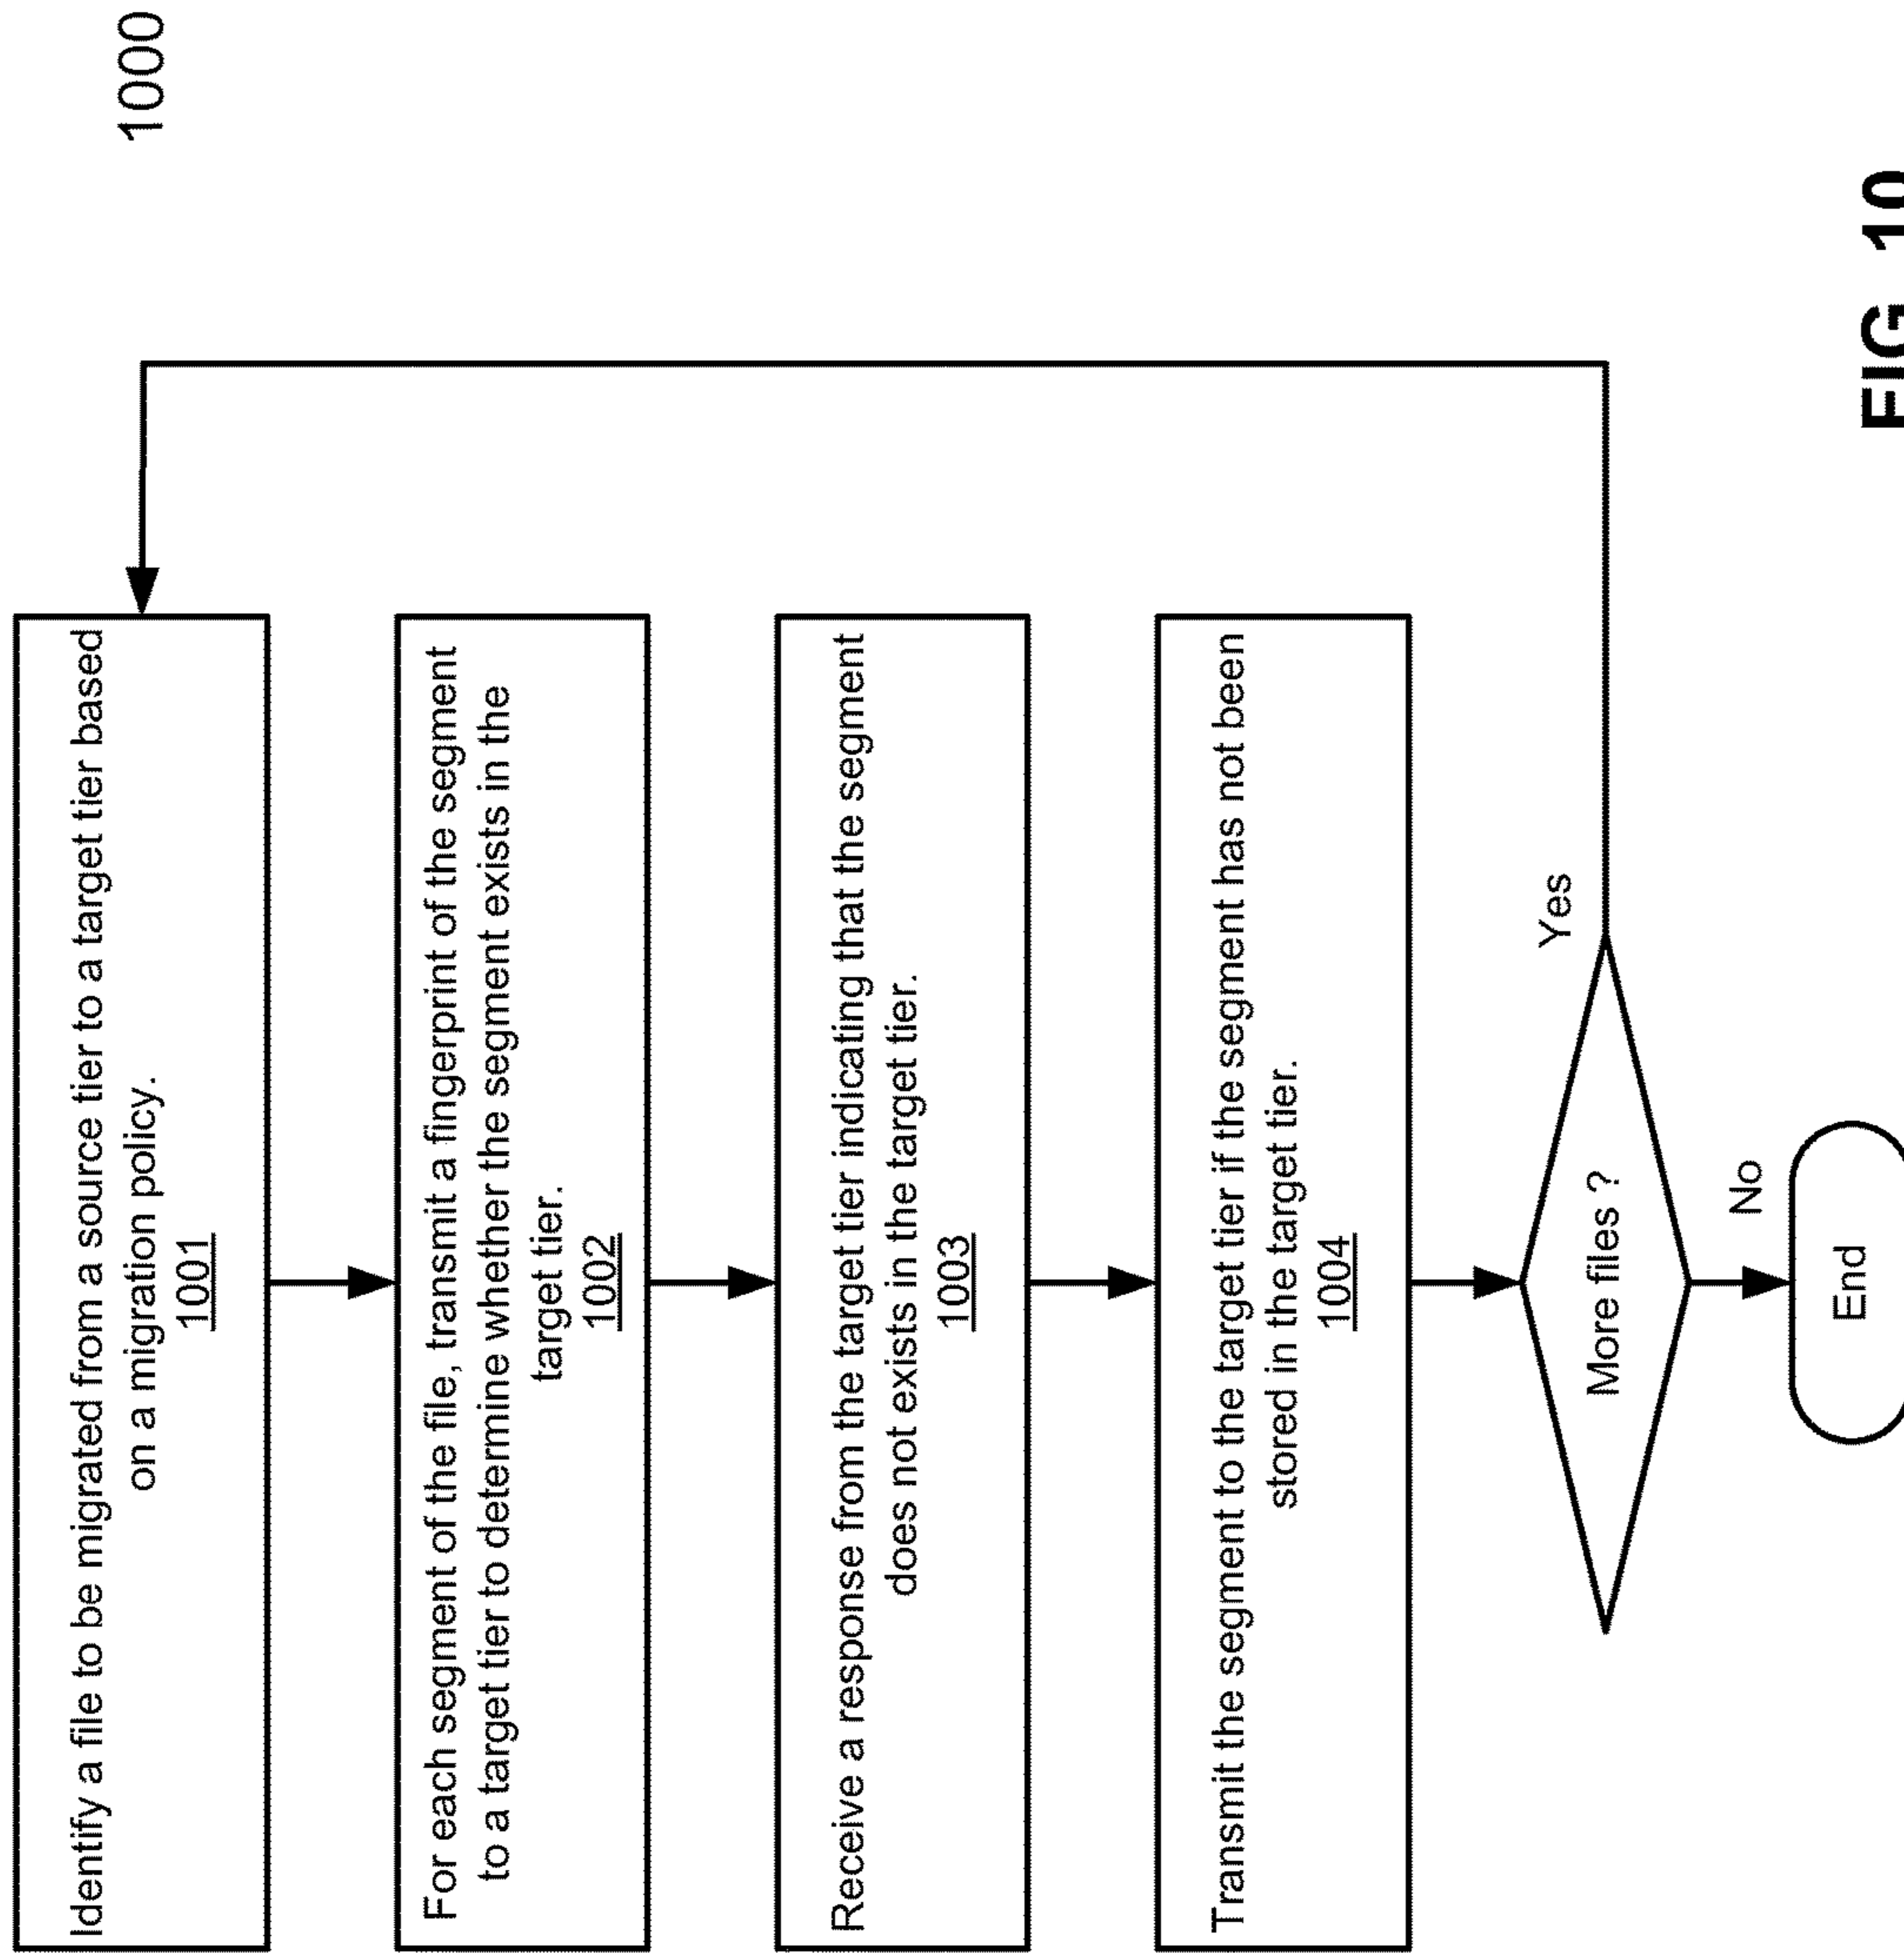 1000
Identify a file to be migrated from a source tier to a target tier based
on a migration policy.
1001
For each segment of the file, transmit a fingerprint of the segment
to a target tier to determine whether the segment exists in the
target tier.
1002
Receive a response from the target tier indicating that the segment
does not exists in the target tier.
1003
Transmit the segment to the target tier if the segment has not been
stored in the target tier.
1004
More files ?
Yes
No
End
FIG. 10